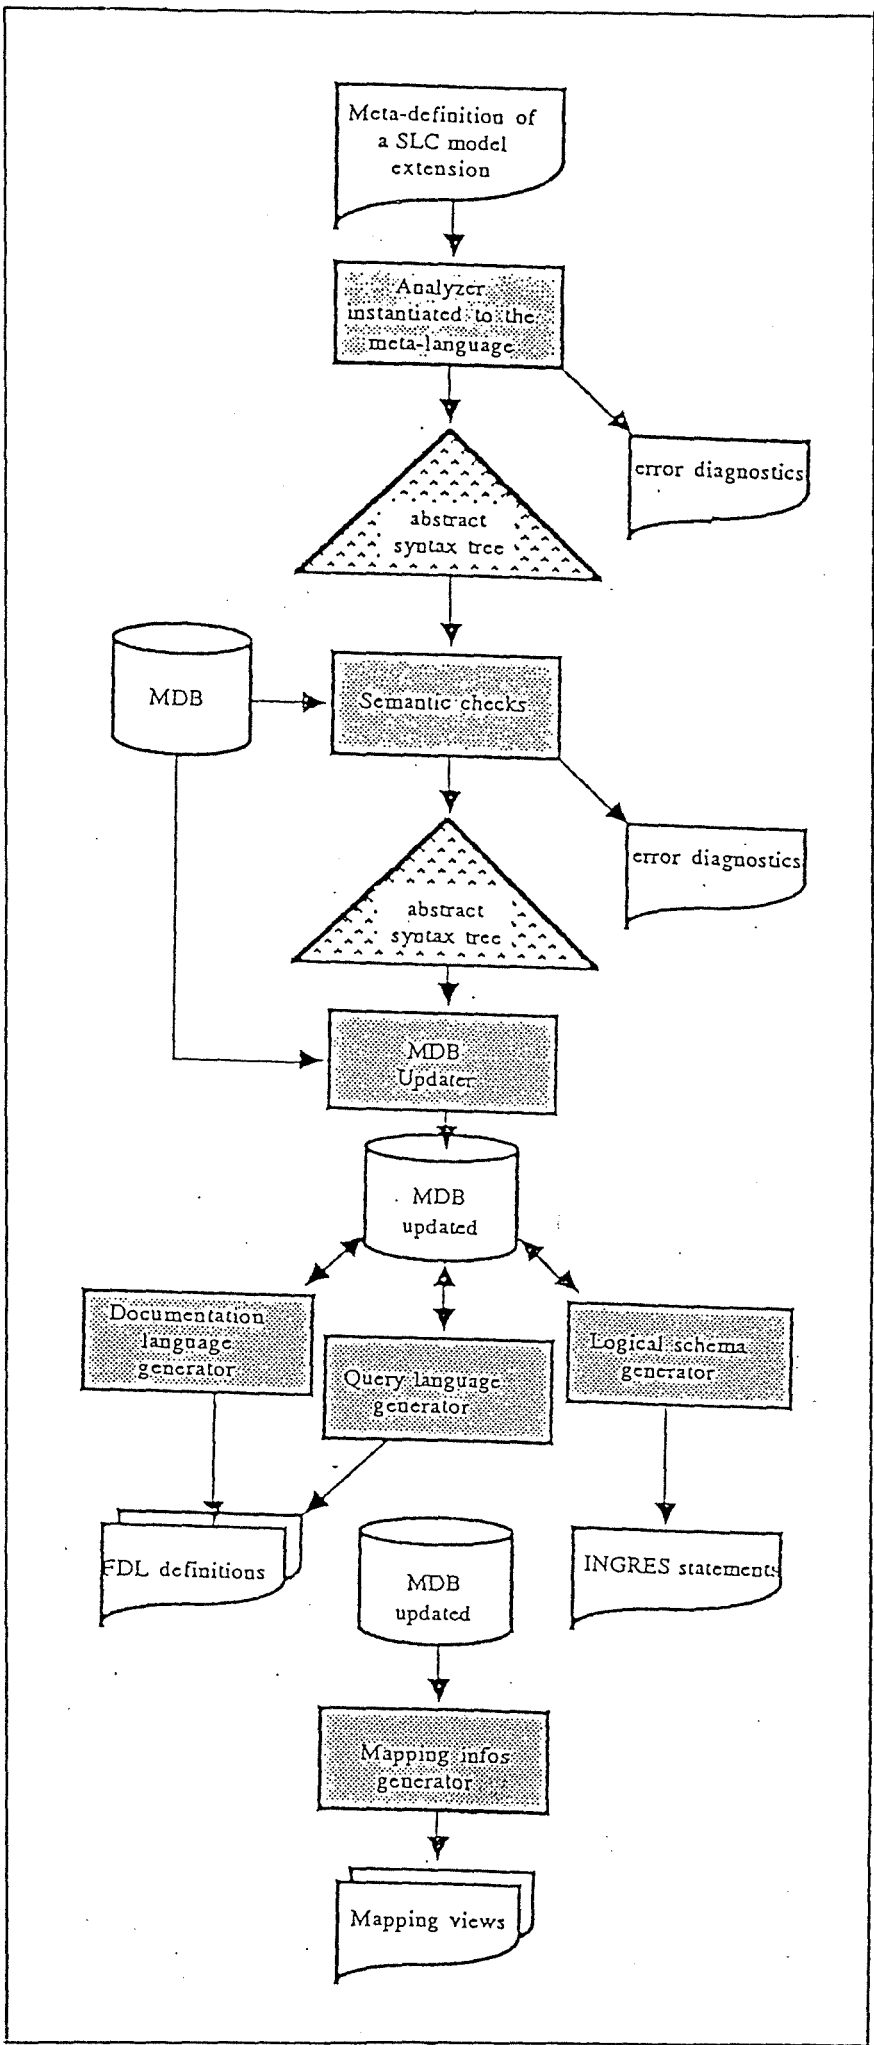 Meta-definition of
a SLC model
extension
Analyzer
instantiated to the
meta-language
error diagnostics
abstract
syntax tree
MDB
Semantic checks
error diagnostics
abstract
syntax tree
MDB
Updater
MDB
updated
Documentation
language
generator
Logical schema
generator
Query language
generator
FDL definitions
INGRES statements
MDB
updated
Mapping infos
generator
Mapping views